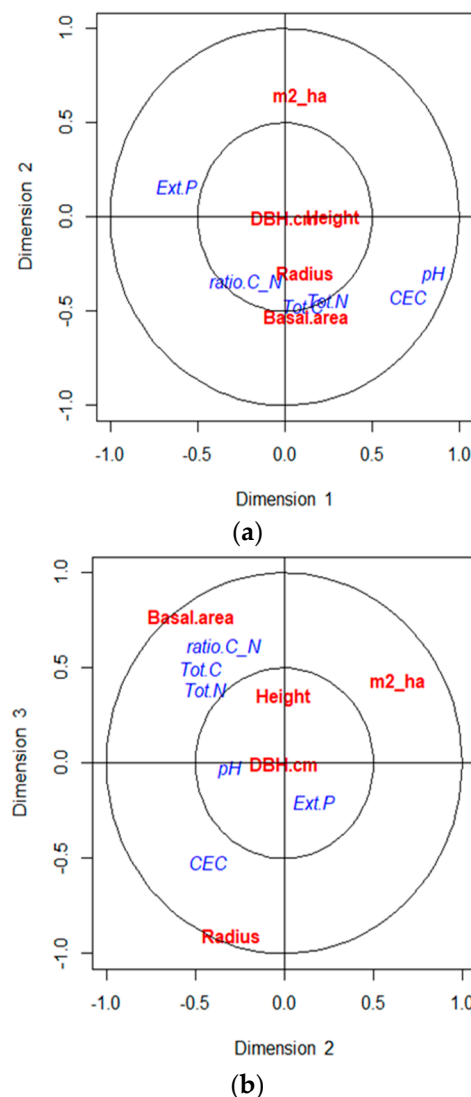 1.0
m2_ha
0.5
Ext.P
Dimension 2
0.0
DBH.cm
Height
Radius
pH
ratio.C_N
Tot.N
CEC
Tot.C
-0.5
Basal.area
-1.0
-1.0 -0.5 0.0 0.5 1.0
Dimension 1
(a)
1.0
Basal.area
ratio.C_N
0.5
Tot.C
m2_ha
Tot.N
Height
Dimension 3
0.0
pH
DBH.cm
Ext.P
-0.5
CEC
Radius
-1.0
-1.0 -0.5 0.0 0.5 1.0
Dimension 2
(b)